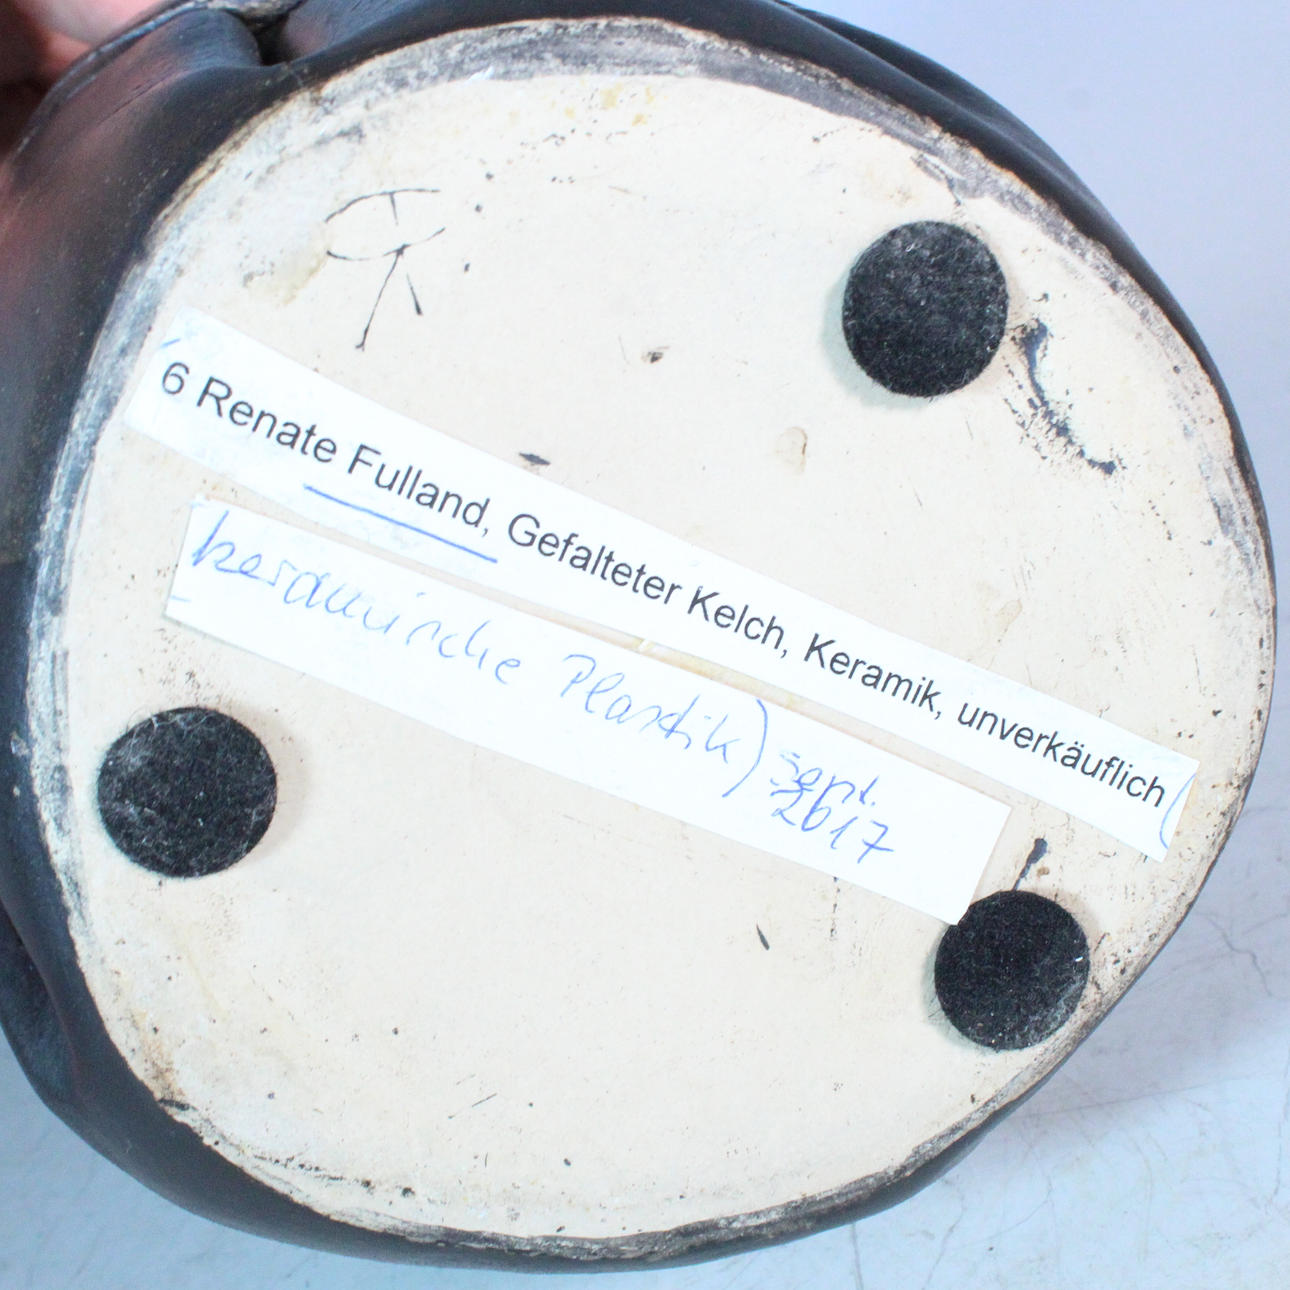 6 Renate Fulland, Gefalteter Kelch, Keramik, unverkäuflich (
keramische Plastik) Sept.
2017